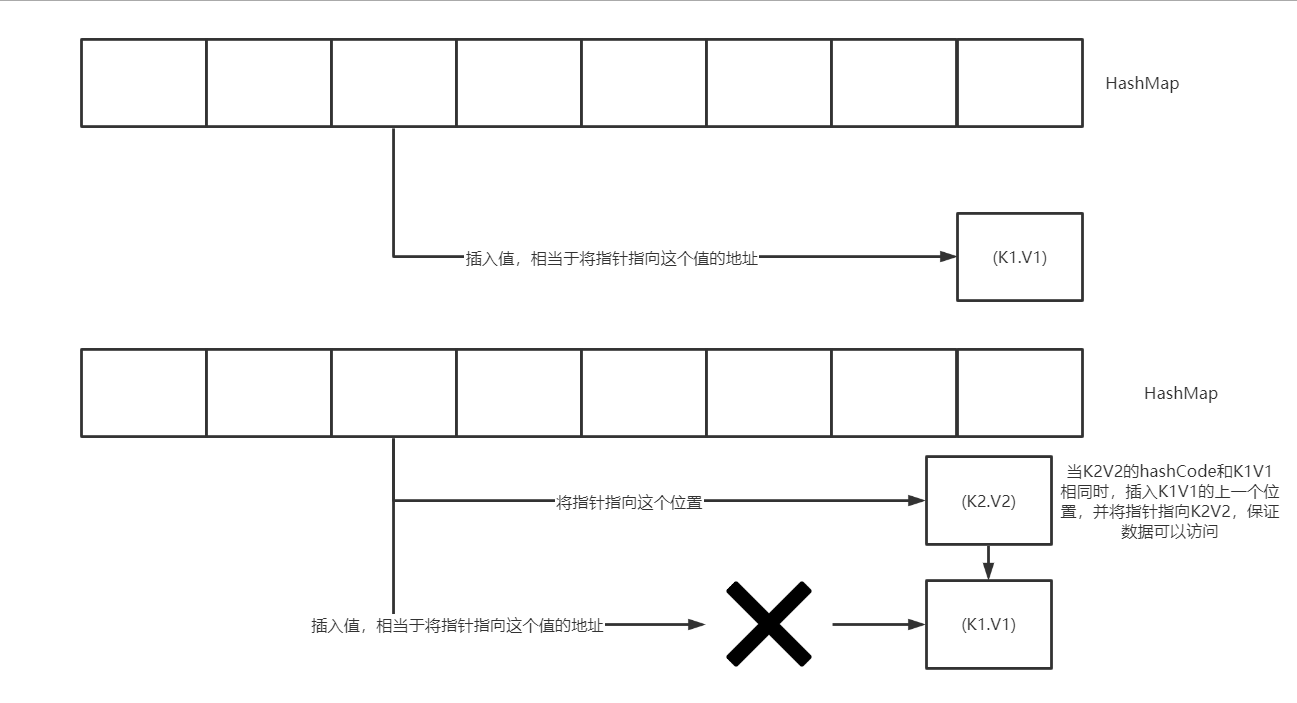 HashMap
插入值，相当于将指针指向这个值的地址
(K1.V1)
HashMap
将指针指向这个位置
(K2.V2)
当K2V2的hashCode和K1V1
相同时，插入K1V1的上一个位
置，并将指针指向K2V2，保证
数据可以访问
插入值，相当于将指针指向这个值的地址
(K1.V1)